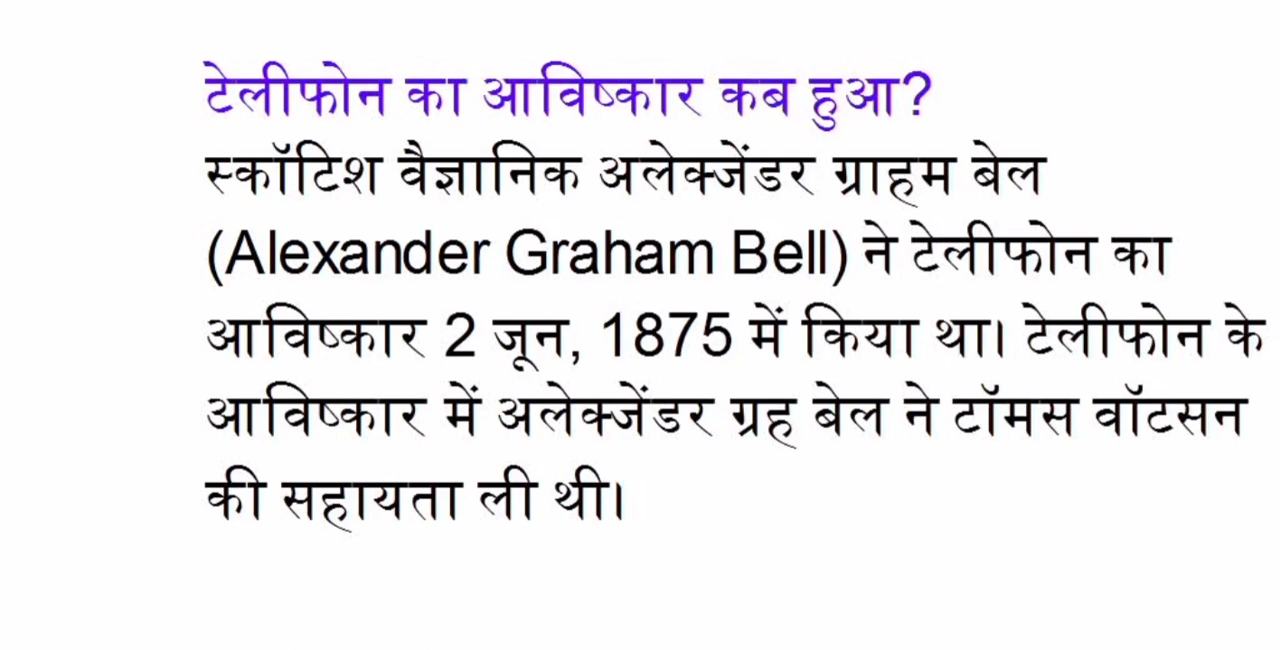 टेलीफोन का आविष्कार कब हुआ?
स्कॉटिश वैज्ञानिक अलेक्जेंडर ग्राहम बेल
(Alexander Graham Bell) ने टेलीफोन का
आविष्कार 2 जून, 1875 में किया था। टेलीफोन के
आविष्कार में अलेक्जेंडर ग्रह बेल ने टॉमस वॉटसन
की सहायता ली थी।